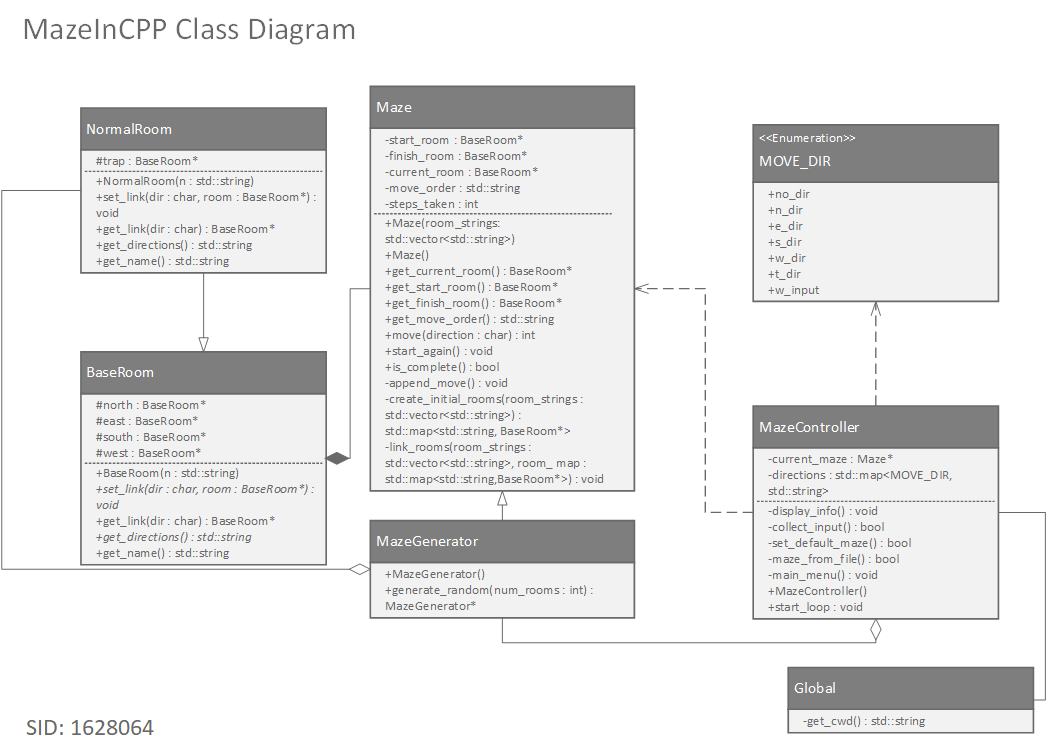 MazeInCPP Class Diagram
NormalRoom
#trap : BaseRoom*
+NormalRoom(n : std::string)
+set_link(dir : char, room : BaseRoom*) :
void
+get_link(dir : char) : BaseRoom*
+get_directions() : std::string
+get_name() : std::string
BaseRoom
#north : BaseRoom*
#east : BaseRoom*
#south : BaseRoom*
#west : BaseRoom*
+BaseRoom(n : std::string)
+set_link(dir : char, room : BaseRoom*) :
void
+get_link(dir : char) : BaseRoom*
+get_directions() : std::string
+get_name() : std::string
Maze
-start_room : BaseRoom*
-finish_room : BaseRoom*
-current_room : BaseRoom*
-move_order : std::string
-steps_taken : int
+Maze(room_strings:
std::vector<std::string>)
+Maze()
+get_current_room() : BaseRoom*
+get_start_room() : BaseRoom*
+get_finish_room() : BaseRoom*
+get_move_order() : std::string
+move(direction : char) : int
+start_again() : void
+is_complete() : bool
-append_move() : void
-create_initial_rooms(room_strings :
std::vector<std::string>) :
std::map<std::string, BaseRoom*>
-link_rooms(room_strings :
std::vector<std::string>, room_ map :
std::map<std::string,BaseRoom*>) : void
MazeGenerator
+MazeGenerator()
+generate_random(num_rooms : int) :
MazeGenerator*
<<Enumeration>>
MOVE_DIR
+no_dir
+n_dir
+e_dir
+s_dir
+w_dir
+t_dir
+w_input
MazeController
-current_maze : Maze*
-directions : std::map<MOVE_DIR,
std::string>
-display_info() : void
-collect_input() : bool
-set_default_maze() : bool
-maze_from_file() : bool
-main_menu() : void
+MazeController()
+start_loop : void
Global
-get_cwd() : std::string
SID: 1628064